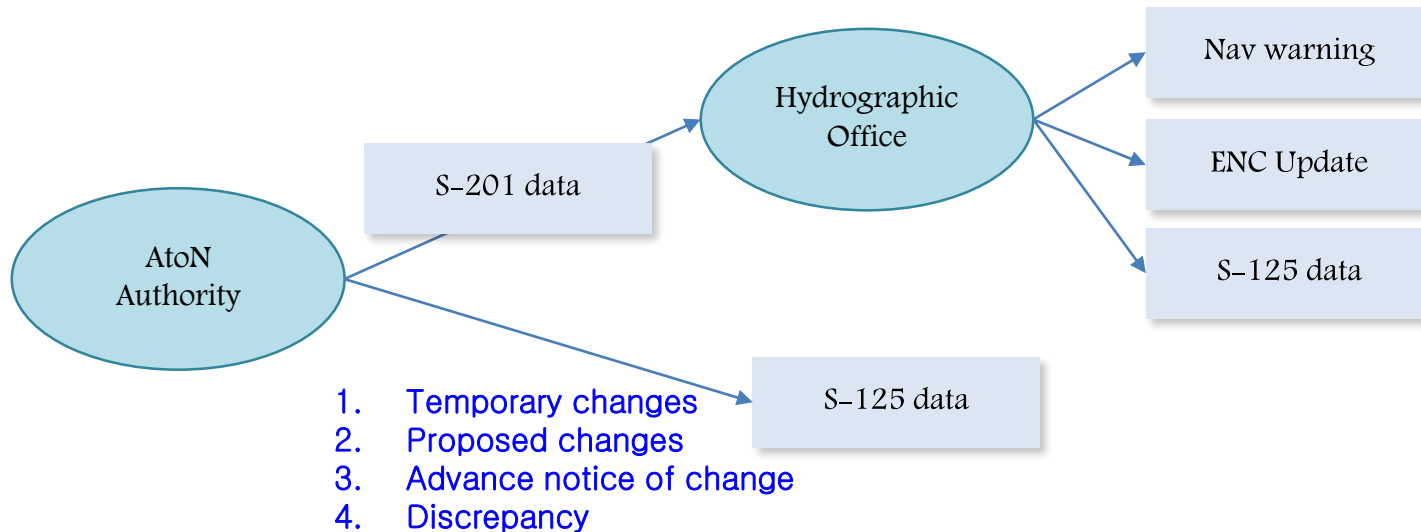 Nav warning
Hydrographic
Office
ENC Update
S-201 data
AtoN
Authority
S-125 data
S-125 data
1. Temporary changes
2. Proposed changes
3. Advance notice of change
4. Discrepancy